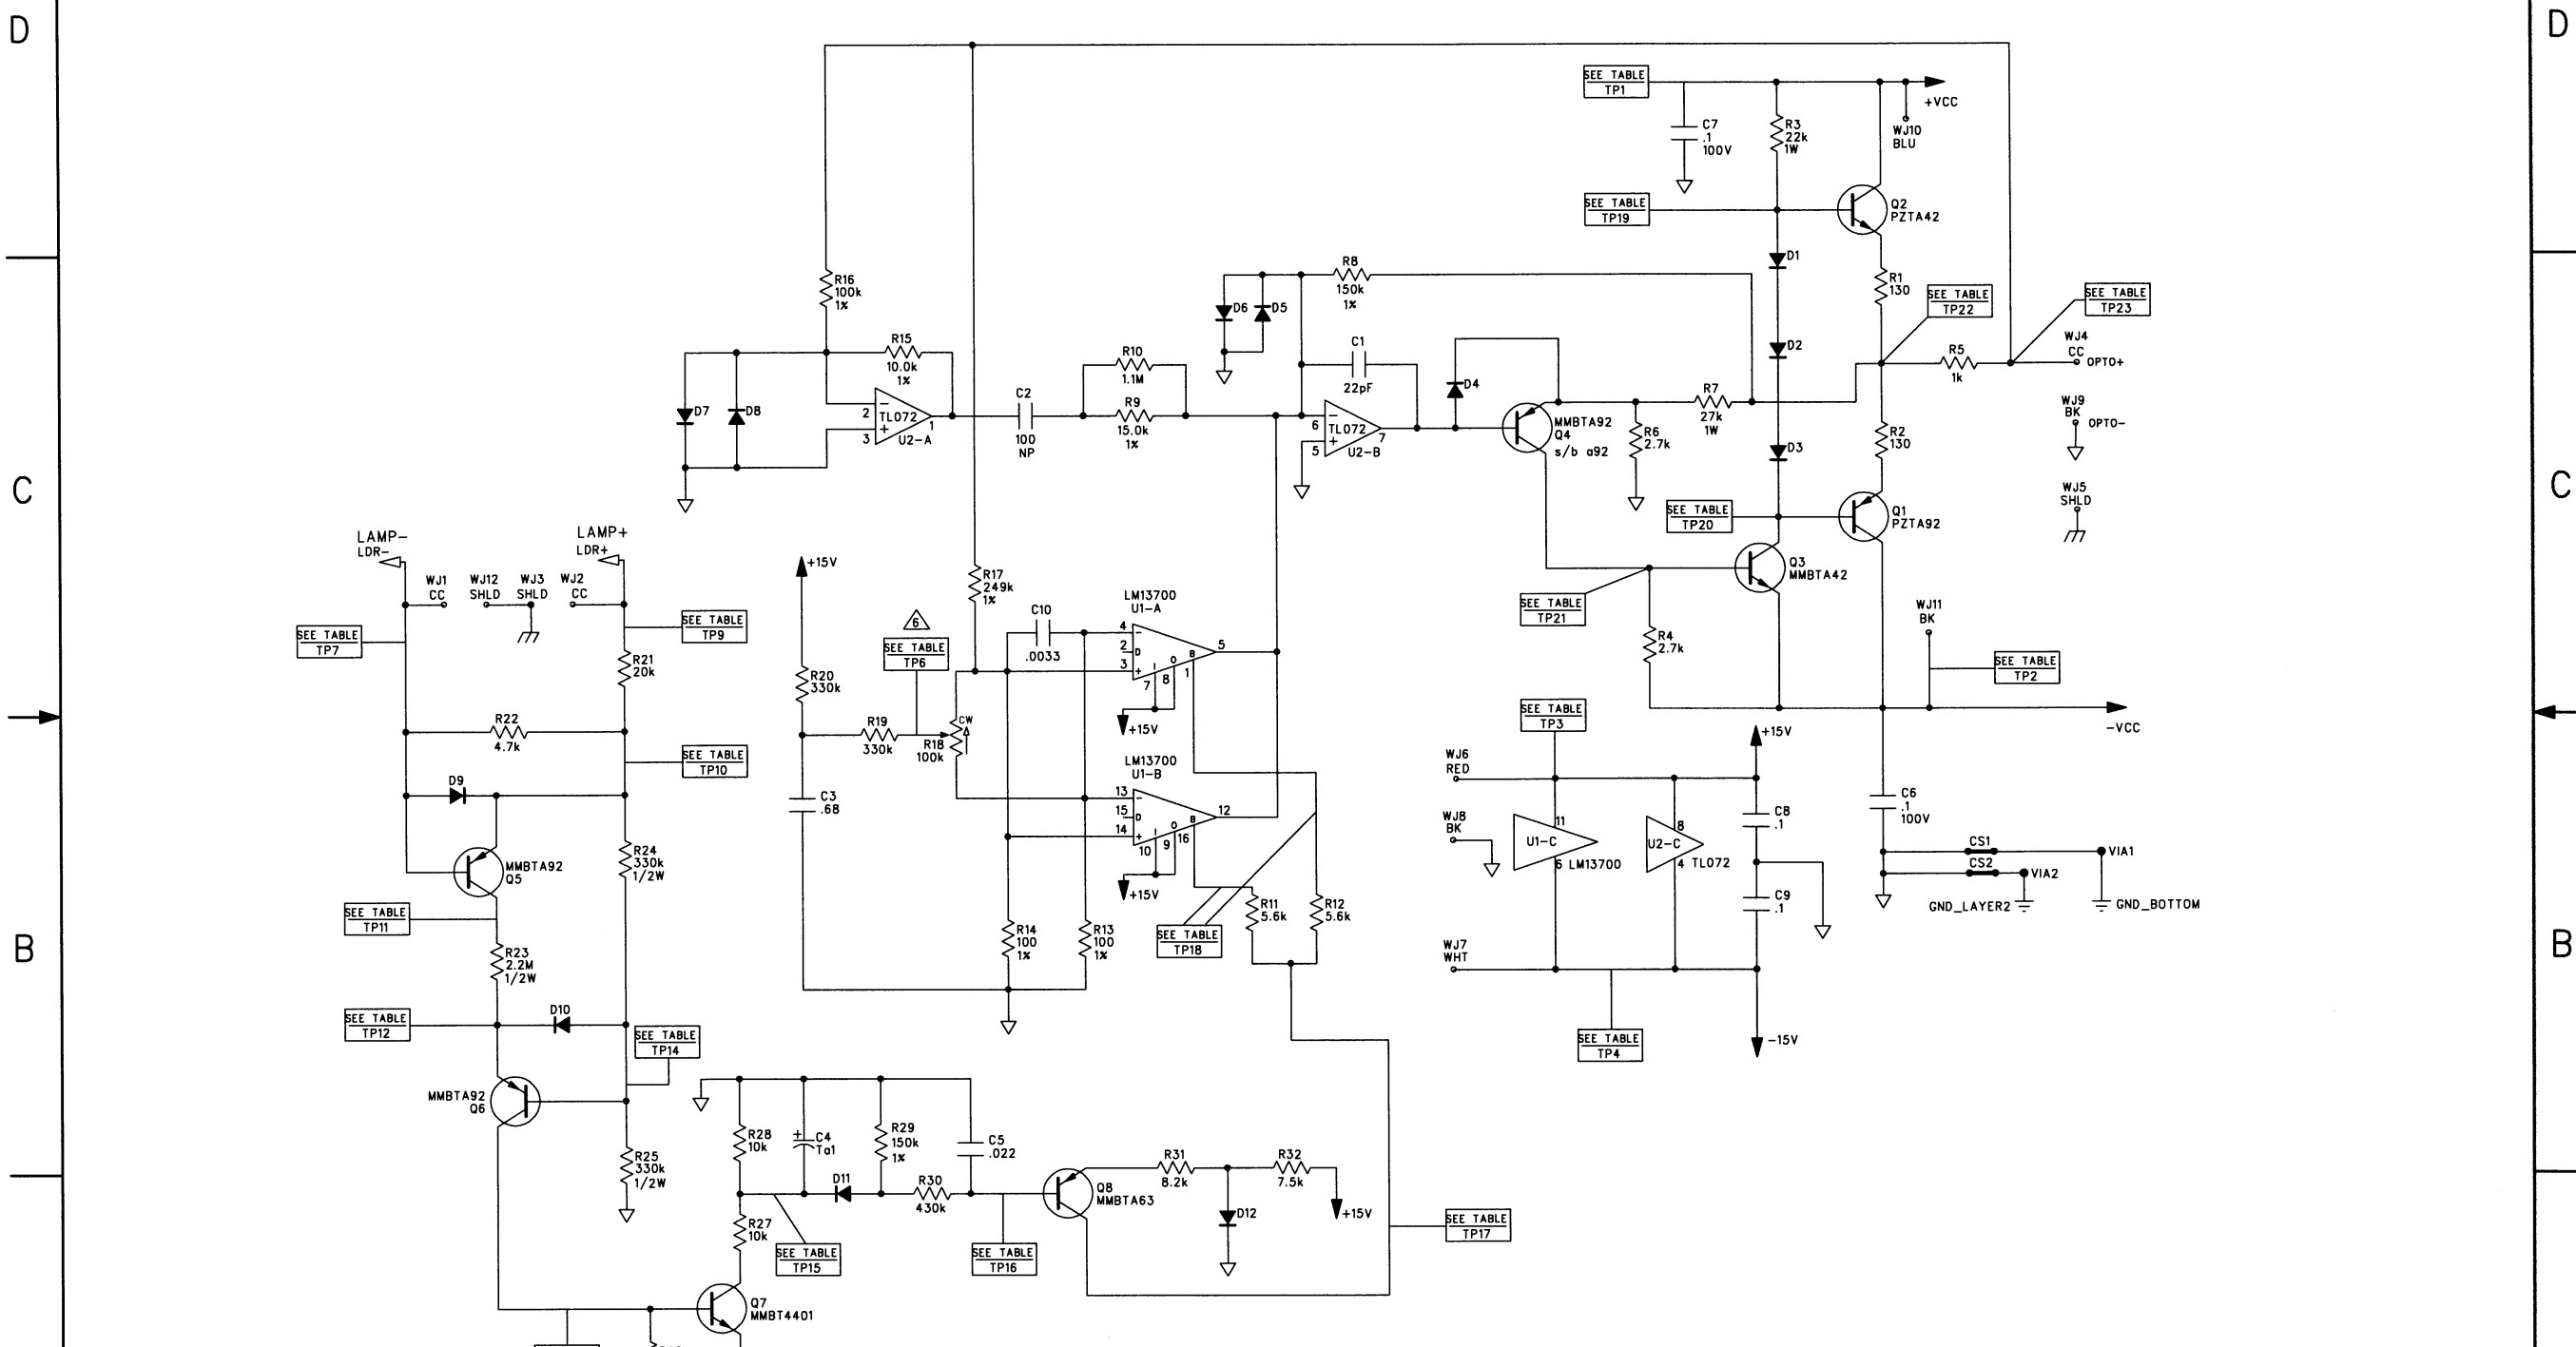 D
D
SEE TABLE
TP1
+VCC
C7
.1
100V
R3
22k
1W
WJ10
BLU
SEE TABLE
TP19
Q2
PZTA42
R16
100k
1%
R8
150k
1%
D6
D5
D1
R1
130
SEE TABLE
TP22
SEE TABLE
TP23
R15
10.0k
1%
R10
1.1M
C1
22pF
D2
WJ4
CC
OPTO+
R5
1k
D7
D8
2
3
TL072
1
U2-A
C2
100
NP
R9
15.0k
1%
6
5
TL072
7
U2-B
D4
MMBTA92
Q4
s/b a92
R7
27k
1W
R6
2.7k
WJ9
BK
OPTO-
R2
130
D3
C
C
WJ5
SHLD
SEE TABLE
TP20
Q1
PZTA92
LAMP-
LDR-
LAMP+
LDR+
WJ1
CC
WJ12
SHLD
WJ3
SHLD
WJ2
CC
+15V
R17
249k
1%
Q3
MMBTA42
SEE TABLE
TP7
SEE TABLE
TP9
6
SEE TABLE
TP6
C10
.0033
LM13700
U1-A
4
2
D
3
I
O
B
7
8
1
5
SEE TABLE
TP21
WJ11
BK
R21
20k
R20
330k
R4
2.7k
SEE TABLE
TP2
R22
4.7k
R19
330k
CW
R18
100k
+15V
SEE TABLE
TP3
-VCC
SEE TABLE
TP10
LM13700
U1-B
13
15
D
14
I
O
B
10
9
16
12
WJ6
RED
+15V
D9
C3
.68
WJ8
BK
11
U1-C
6
LM13700
8
U2-C
4
TL072
C8
.1
C6
.1
100V
CS1
VIA1
CS2
VIA2
MMBTA92
Q5
R24
330k
1/2W
+15V
R11
5.6k
R12
5.6k
C9
.1
GND_LAYER2
GND_BOTTOM
SEE TABLE
TP11
B
B
R14
100
1%
R13
100
1%
SEE TABLE
TP18
WJ7
WHT
R23
2.2M
1/2W
SEE TABLE
TP12
D10
SEE TABLE
TP14
SEE TABLE
TP4
-15V
MMBTA92
Q6
R28
10k
+
C4
Ta1
R29
150k
1%
C5
.022
R25
330k
1/2W
D11
R30
430k
Q8
MMBTA63
R31
8.2k
R32
7.5k
D12
+15V
SEE TABLE
TP17
R27
10k
SEE TABLE
TP15
SEE TABLE
TP16
Q7
MMBT4401